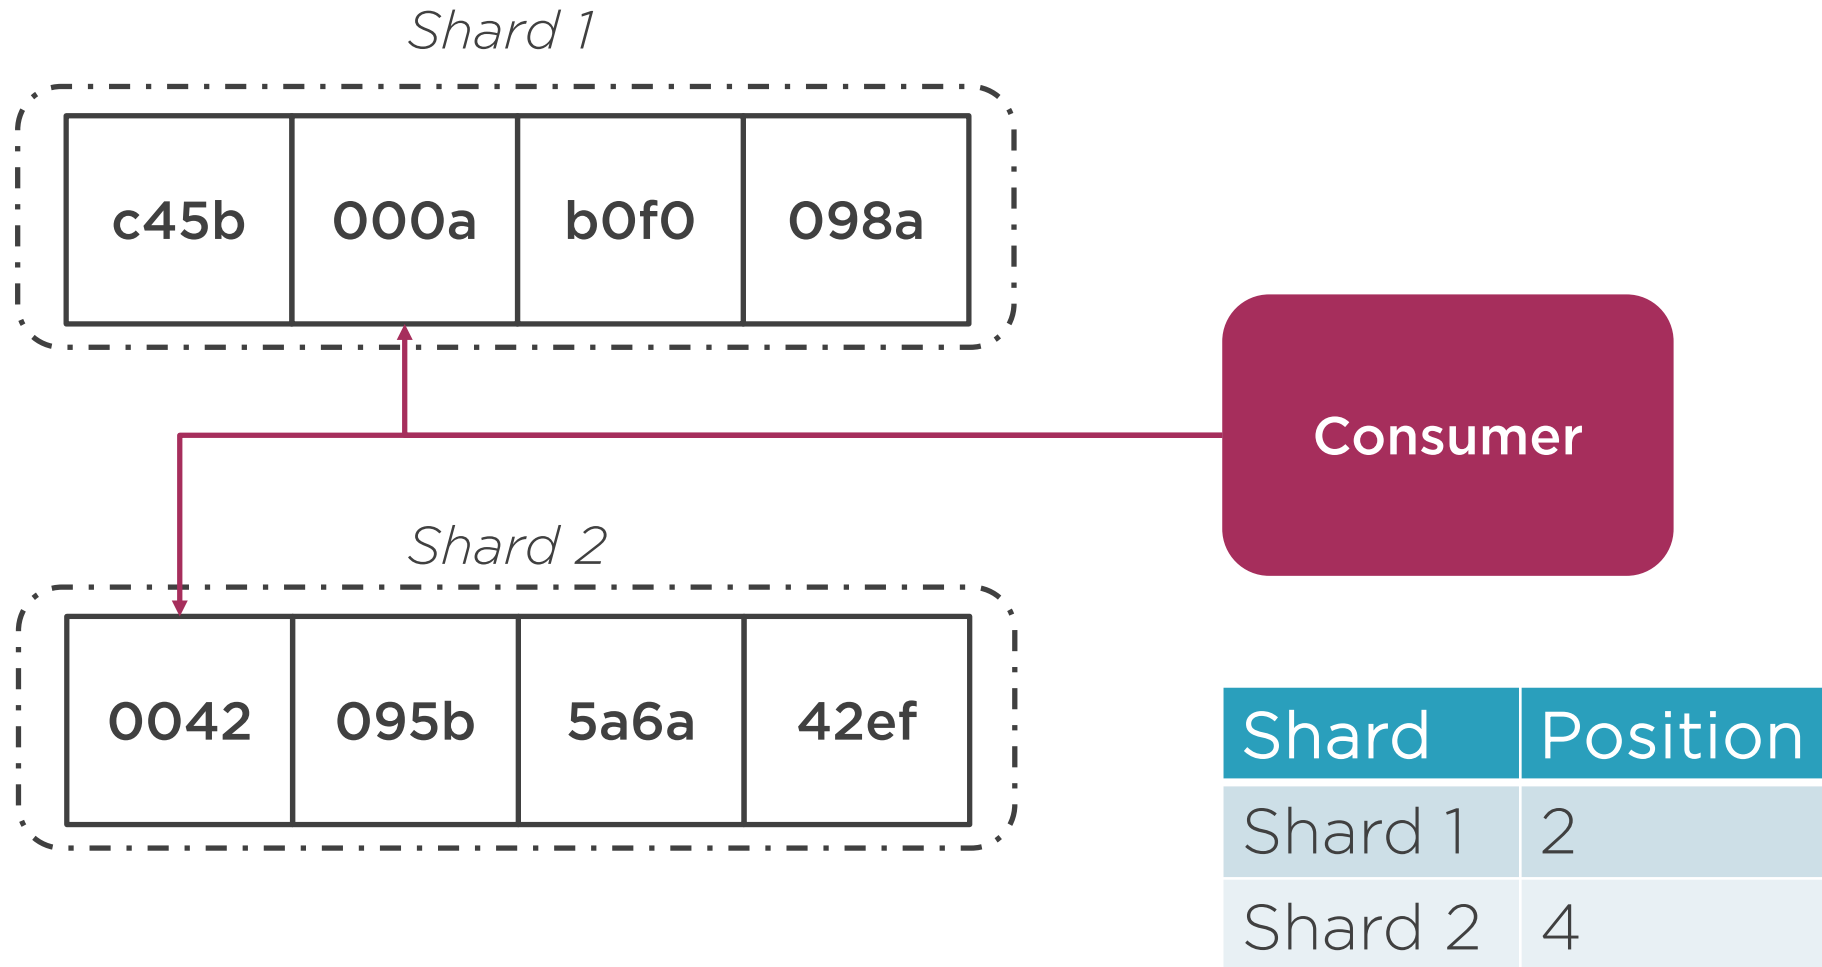 Shard 1
c45b 000a b0f0 098a
Consumer
Shard 2
0042 095b 5a6a 42ef
Shard Position
Shard 1 2
Shard 2 4